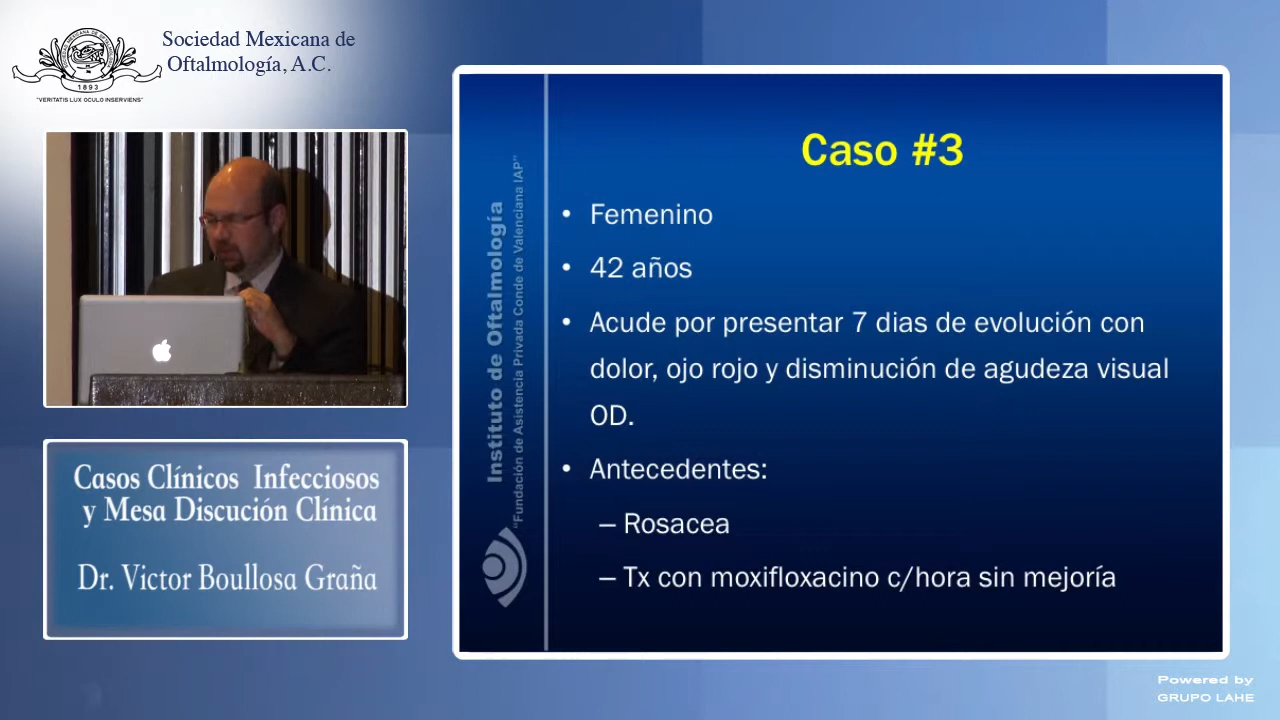 Sociedad Mexicana de
Oftalmología, A.C.
1893
"VERITATIS LUX OCULO INSERVIENS"
Casos Clínicos Infecciosos
y Mesa Discución Clínica
Dr. Victor Boullosa Graña
Instituto de Oftalmología
"Fundación de Asistencia Privada Conde de Valenciana IAP"
Caso #3
• Femenino
• 42 años
• Acude por presentar 7 dias de evolución con
dolor, ojo rojo y disminución de agudeza visual
OD.
• Antecedentes:
– Rosacea
– Tx con moxifloxacino c/hora sin mejoría
Powered by
GRUPO LAHE